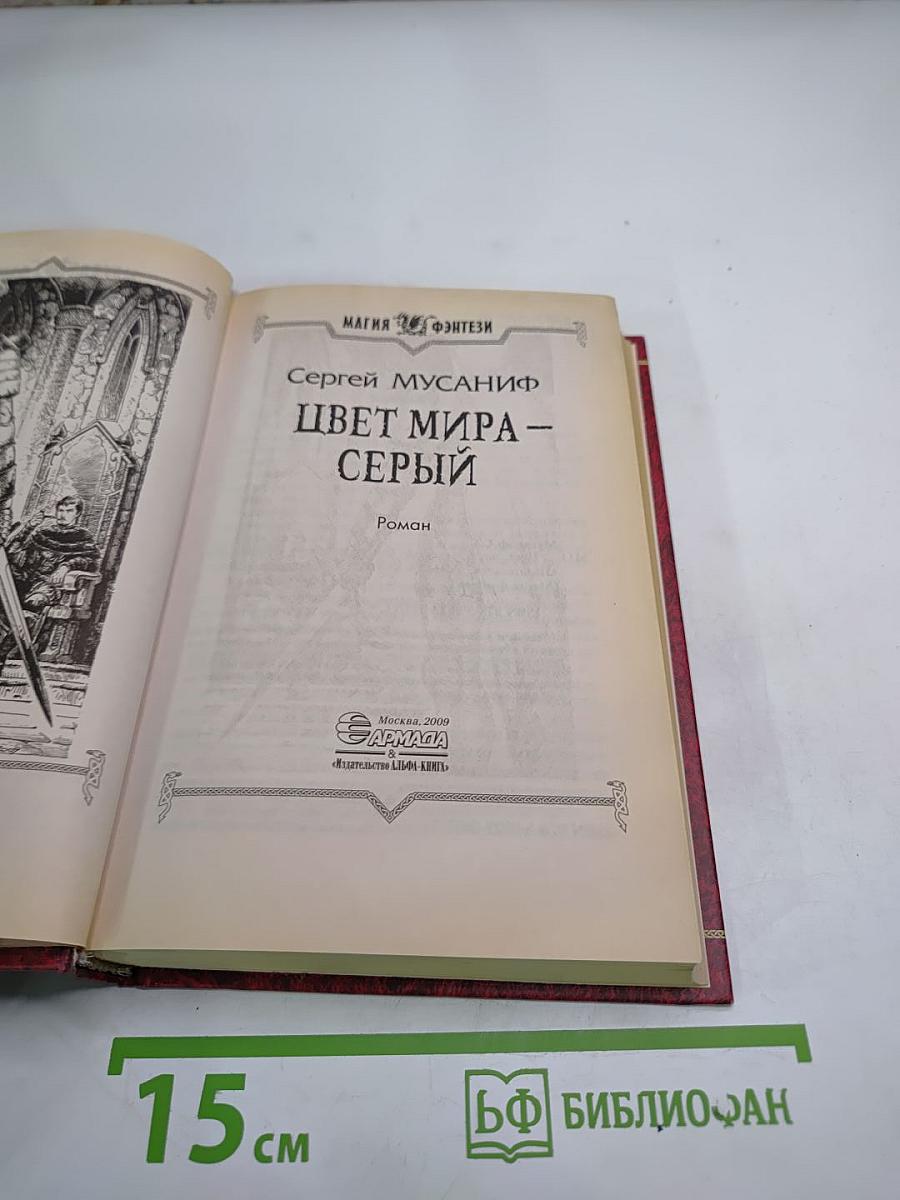 МАГИЯ ФЭНТЕЗИ
Сергей МУСАНИФ
ЦВЕТ МИРА –
СЕРЫЙ
Роман
Москва, 2009
АРМАДА
&
«Издательство АЛЬФА-КНИГА»
15 см
БФ БИБЛИОФАН